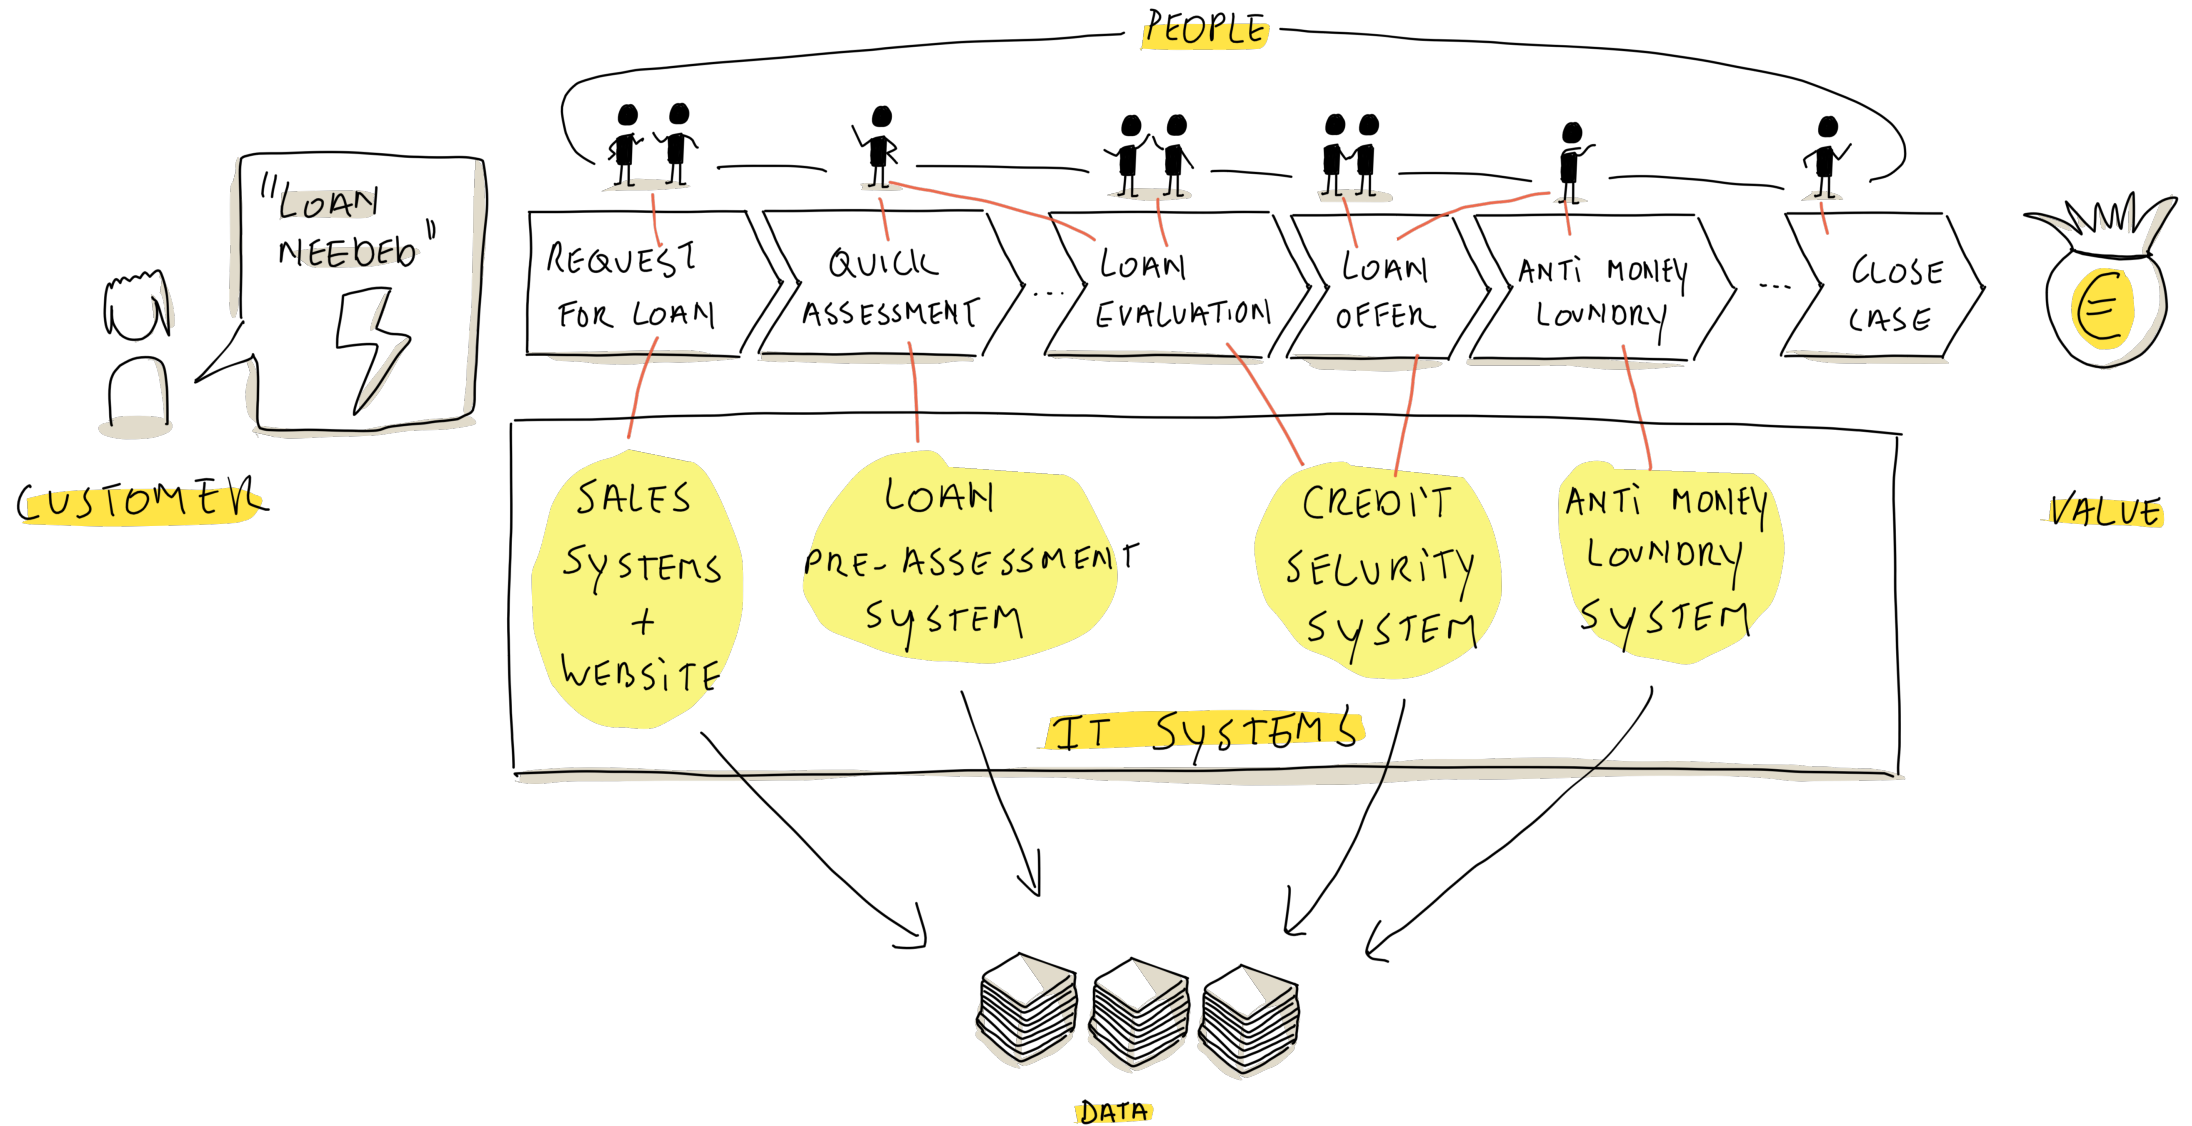 PEOPLE
"LOAN
NEEDED"
CUSTOMER
REQUEST
FOR LOAN
QUICK
ASSESSMENT
...
LOAN
EVALUATION
LOAN
OFFER
ANTI MONEY
LOUNDRY
...
CLOSE
CASE
€
VALUE
SALES
SYSTEMS
+
WEBSITE
LOAN
PRE-ASSESSMENT
SYSTEM
CREDIT
SECURITY
SYSTEM
ANTI MONEY
LOUNDRY
SYSTEM
IT SYSTEMS
DATA